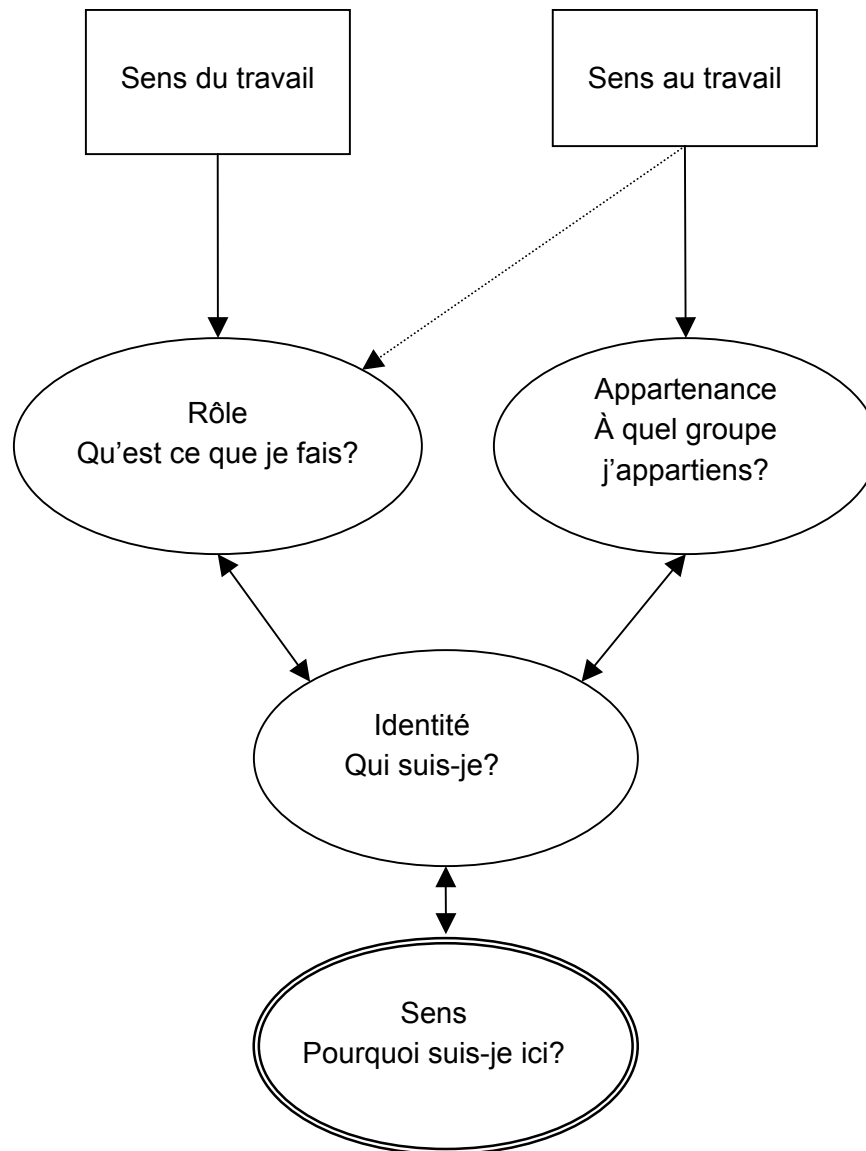 Sens du travail
Sens au travail
Rôle
Qu’est ce que je fais?
Appartenance
À quel groupe
j’appartiens?
Identité
Qui suis-je?
Sens
Pourquoi suis-je ici?